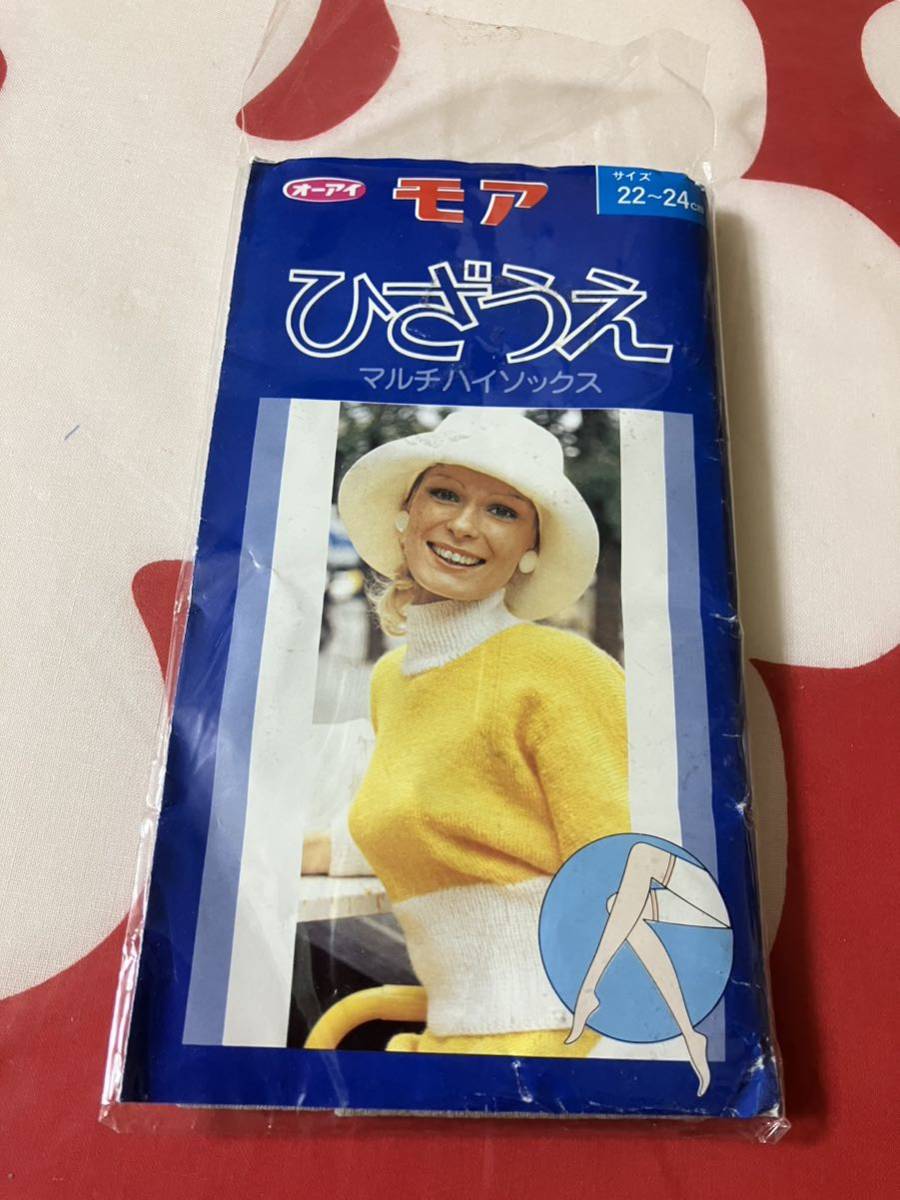 オーアイ
モア
サイズ
22~24cm
ひざうえ
マルチハイソックス